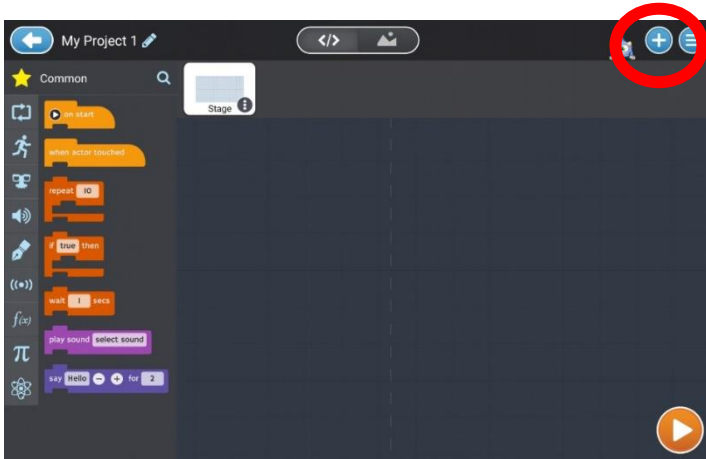 My Project 1
</>
Common
Stage
on start
when actor touched
repeat 10
if true then
((•))
wait 1 secs
f(x)
play sound select sound
π
say Hello - + for 2